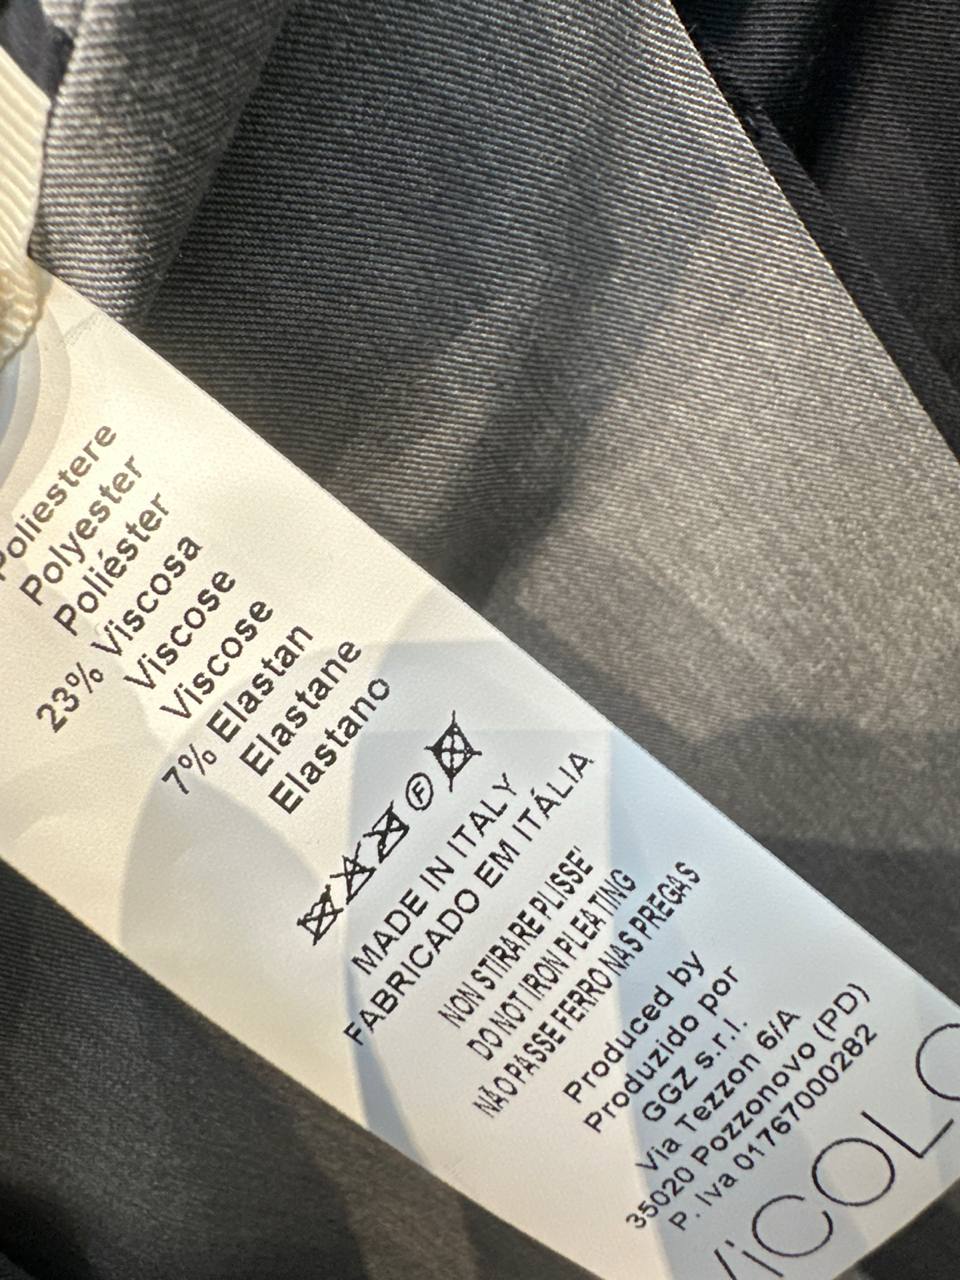 Poliestere
Polyester
Poliéster
23% Viscosa
Viscose
Viscose
7% Elastan
Elastane
Elastano
F
MADE IN ITALY
FABRICADO EM ITÁLIA
NON STIRARE PLISSE'
DO NOT IRON PLEATING
NÃO PASSE FERRO NAS PREGAS
Produced by
Produzido por
GGZ s.r.l.
Via Tezzon 6/A
35020 Pozzonovo (PD)
P. Iva 01767000282
ViCOLO